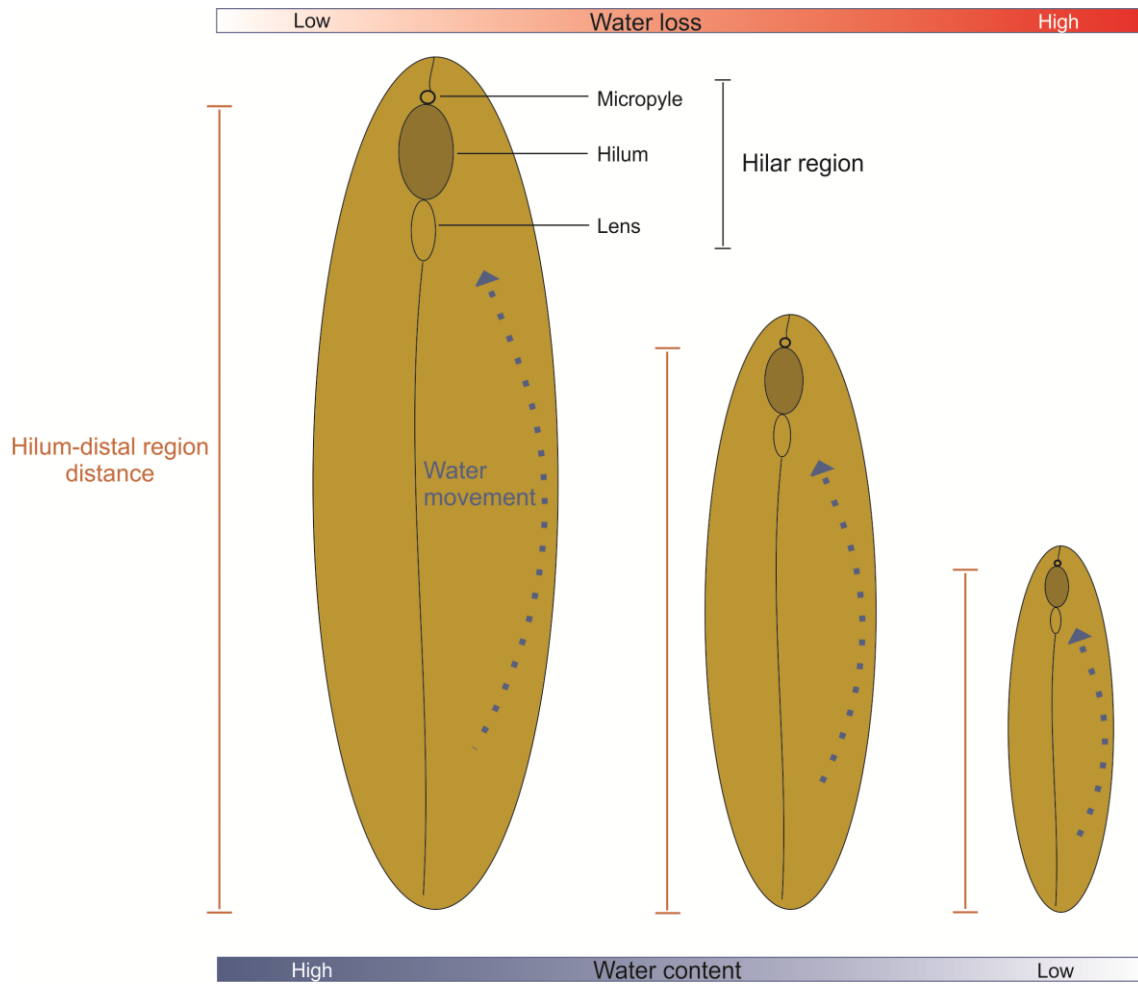 Low Water loss High
Micropyle
Hilum
Hilar region
Lens
Hilum-distal region
distance
Water
movement
High Water content Low